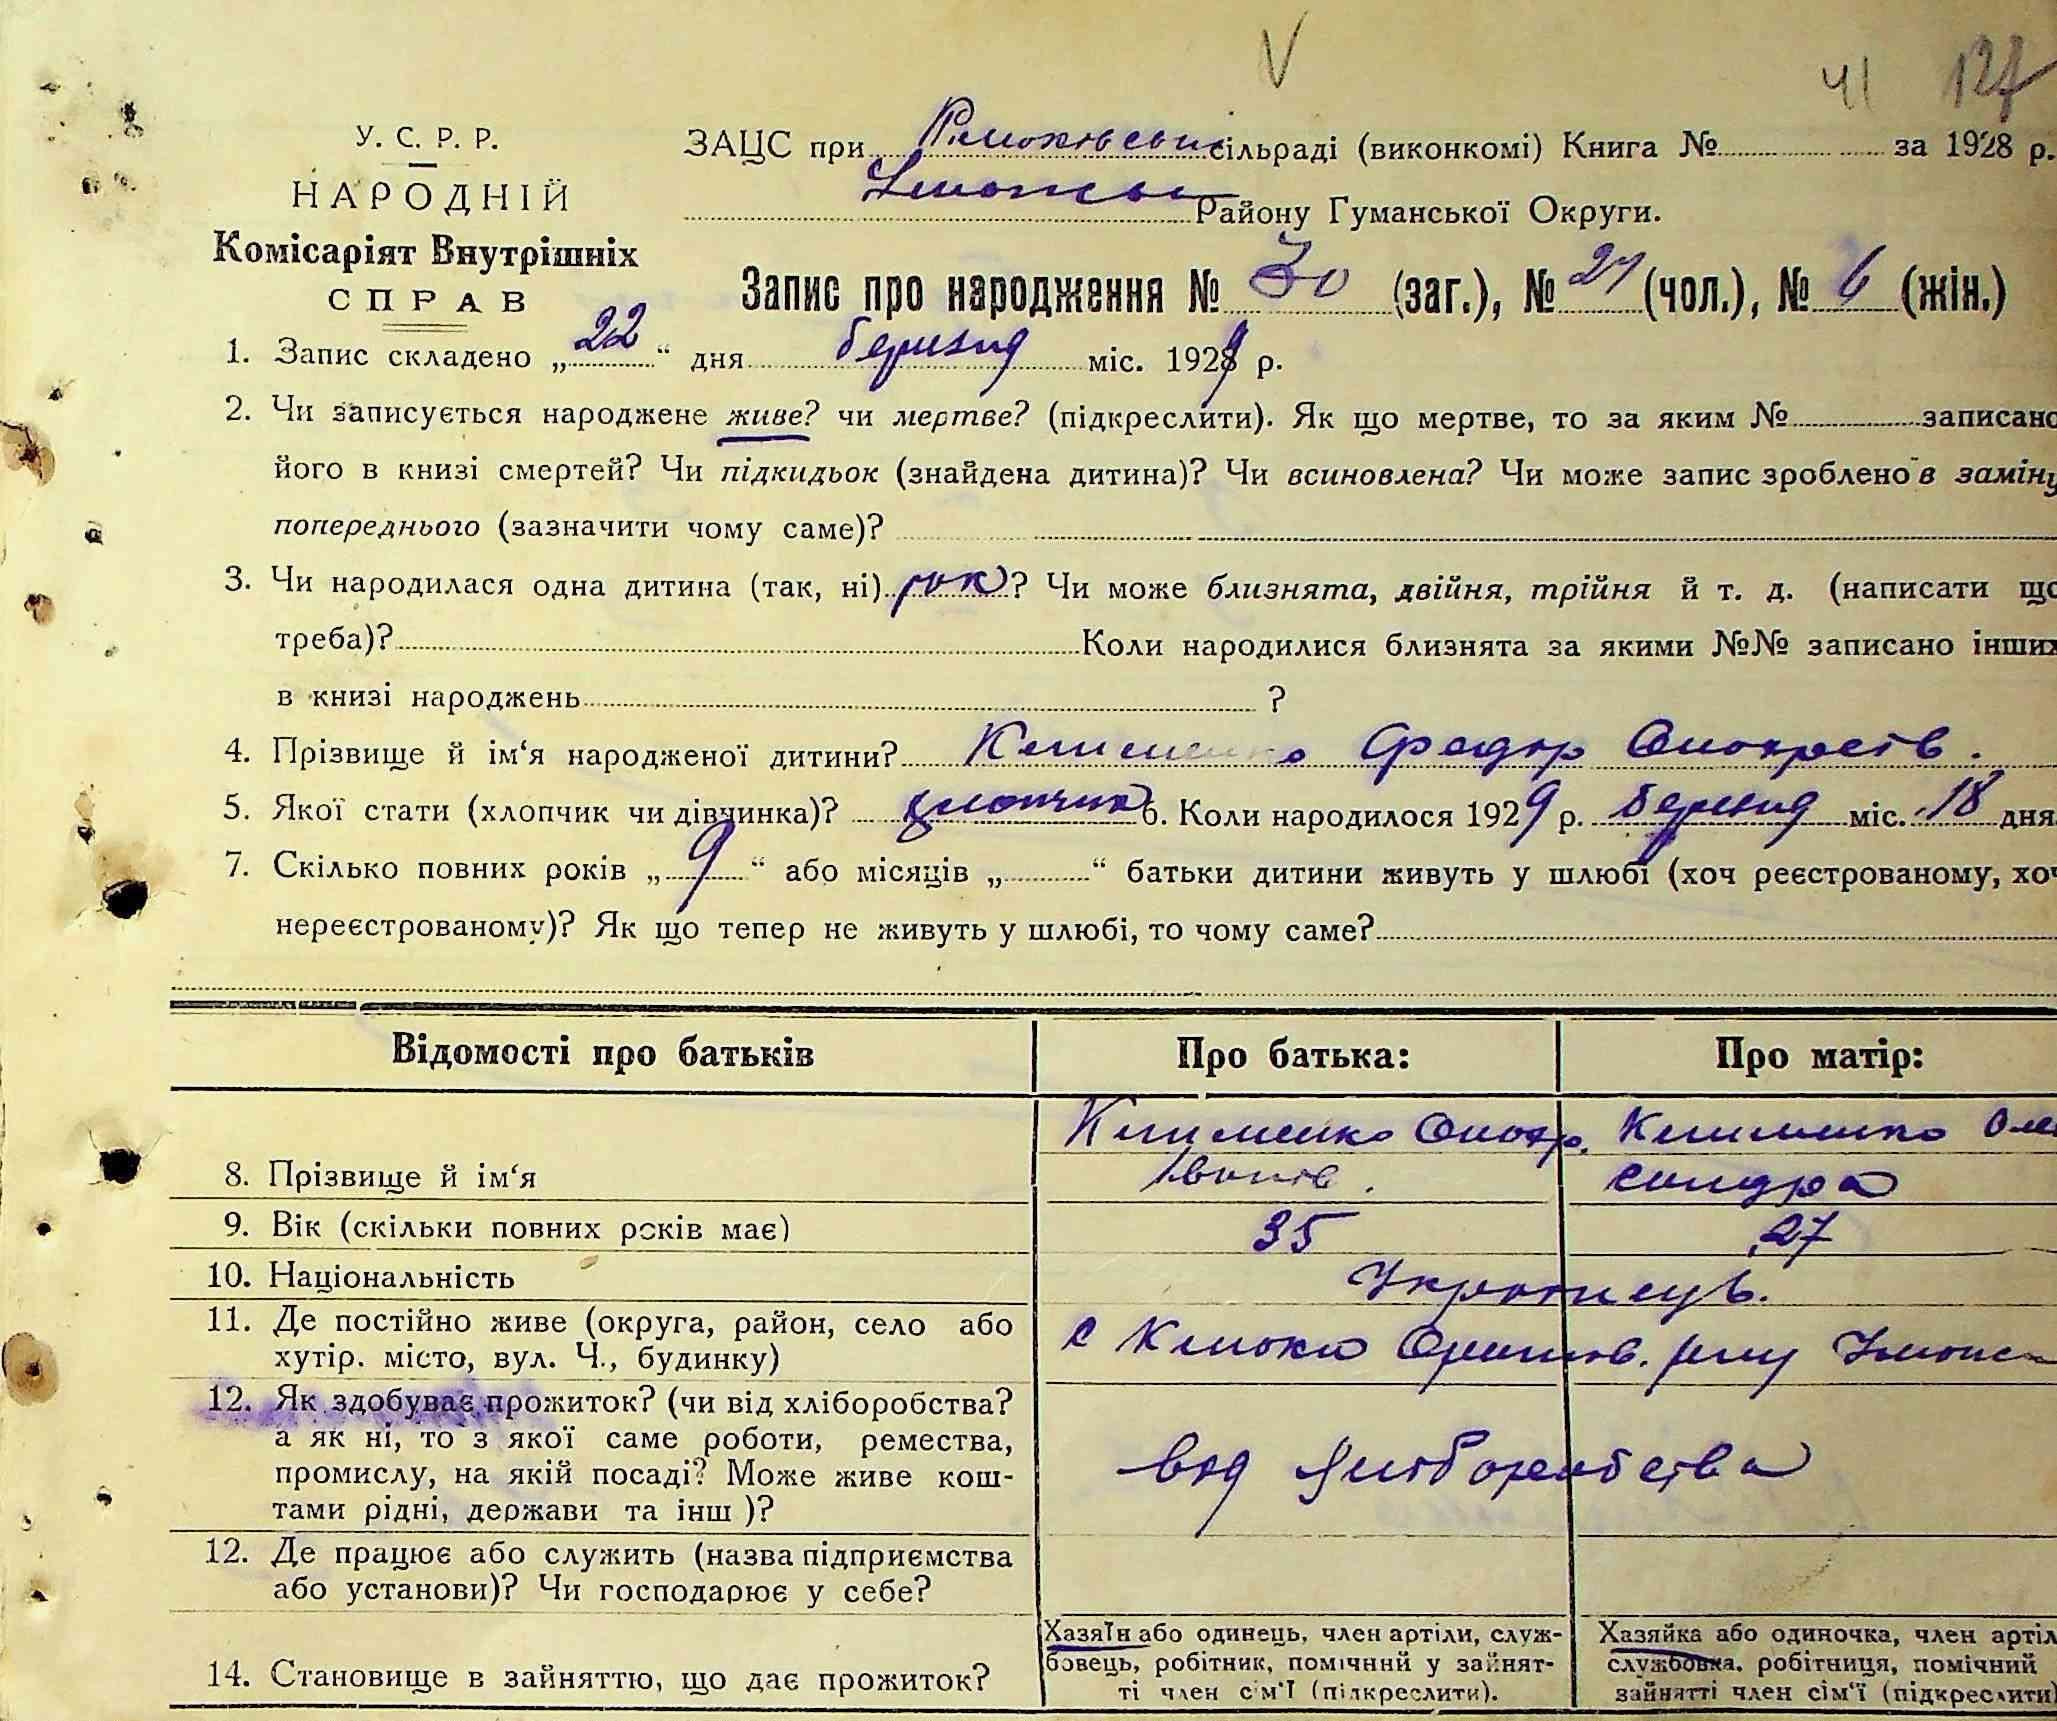 V
Ч1 127
У. С. Р. Р.
НАРОДНІЙ
Комісаріят Внутрішніх
СПРАВ
ЗАЦС при сільраді (виконкомі) Книга № за 1928 р.
Району Гуманської Округи.
Запис про народження № 30 (заг.), № (чол.), № 6 (жін.)
1. Запис складено „22“ дня березня міс. 1929 р.
2. Чи записується народжене живе? чи мертве? (підкреслити). Як що мертве, то за яким № записано
його в книзі смертей? Чи підкидьок (знайдена дитина)? Чи всиновлена? Чи може запис зроблено в заміну
попереднього (зазначити чому саме)?
3. Чи народилася одна дитина (так, ні) так? Чи може близнята, двійня, трійня й т. д. (написати що
треба)? Коли народилися близнята за якими №№ записано інших
в книзі народжень ?
4. Прізвище й ім‘я народженої дитини? Клименко Федір
5. Якої стати (хлопчик чи дівчинка)? хлопчик 6. Коли народилося 1929 р. березня міс. 18 дня
7. Скілько повних років „9“ або місяців „ “ батьки дитини живуть у шлюбі (хоч реєстрованому, хоч
нереєстрованому)? Як що тепер не живуть у шлюбі, то чому саме?
Відомості про батьків Про батька: Про матір:
Клименко Клименко Оле
8. Прізвище й ім‘я Іванів. ксандра
9. Вік (скільки повних років має) 35 27
10. Національність Українець.
11. Де постійно живе (округа, район, село або
хутір. місто, вул. Ч., будинку) с
12. Як здобуває прожиток? (чи від хліборобства?
а як ні, то з якої саме роботи, ремества,
промислу, на якій посаді? Може живе кош-
тами рідні, держави та інш )? від хліборобства
12. Де працює або служить (назва підприємства
або установи)? Чи господарює у себе?
14. Становище в зайняттю, що дає прожиток?
Хазяїн або одинець, член артіли, служ-
бовець, робітник, помічний у зайнят-
ті член сім‘ї (підкреслити).
Хазяйка або одиночка, член артіл
службовка. робітниця, помічний
зайнятті член сім‘ї (підкреслити)